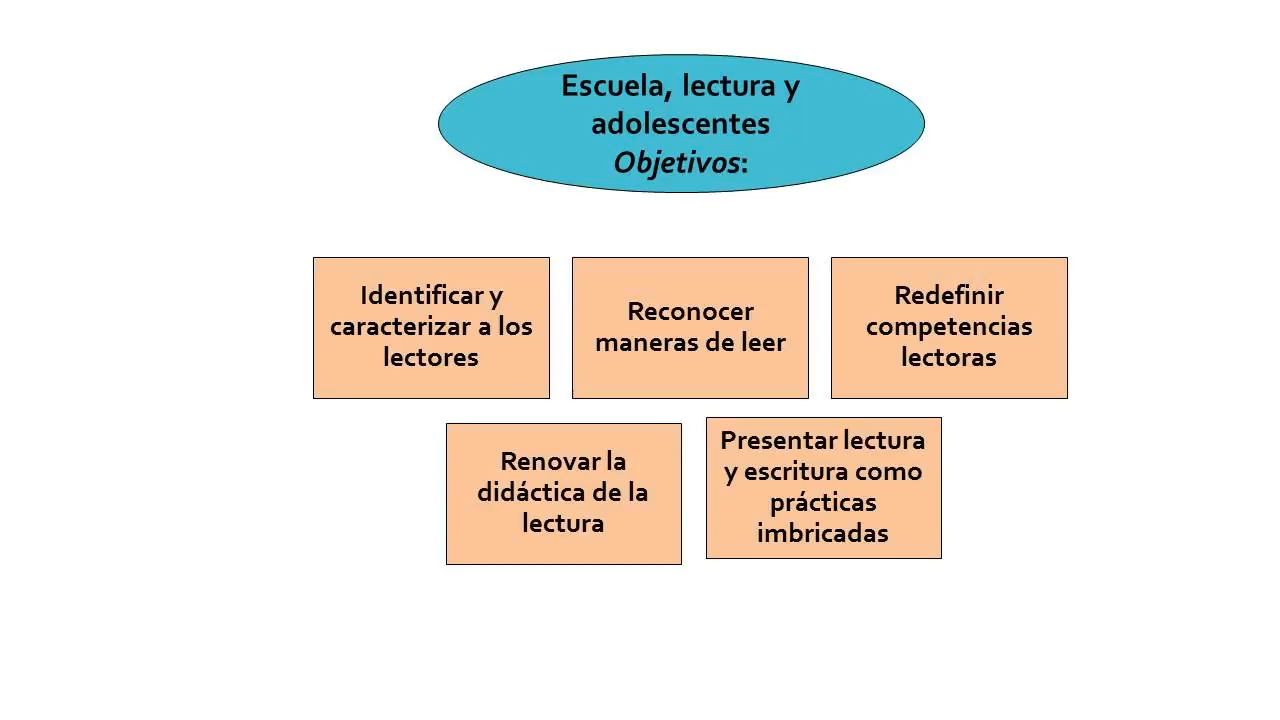 Escuela, lectura y
adolescentes
Objetivos:
Identificar y
caracterizar a los
lectores
Reconocer
maneras de leer
Redefinir
competencias
lectoras
Renovar la
didáctica de la
lectura
Presentar lectura
y escritura como
prácticas
imbricadas